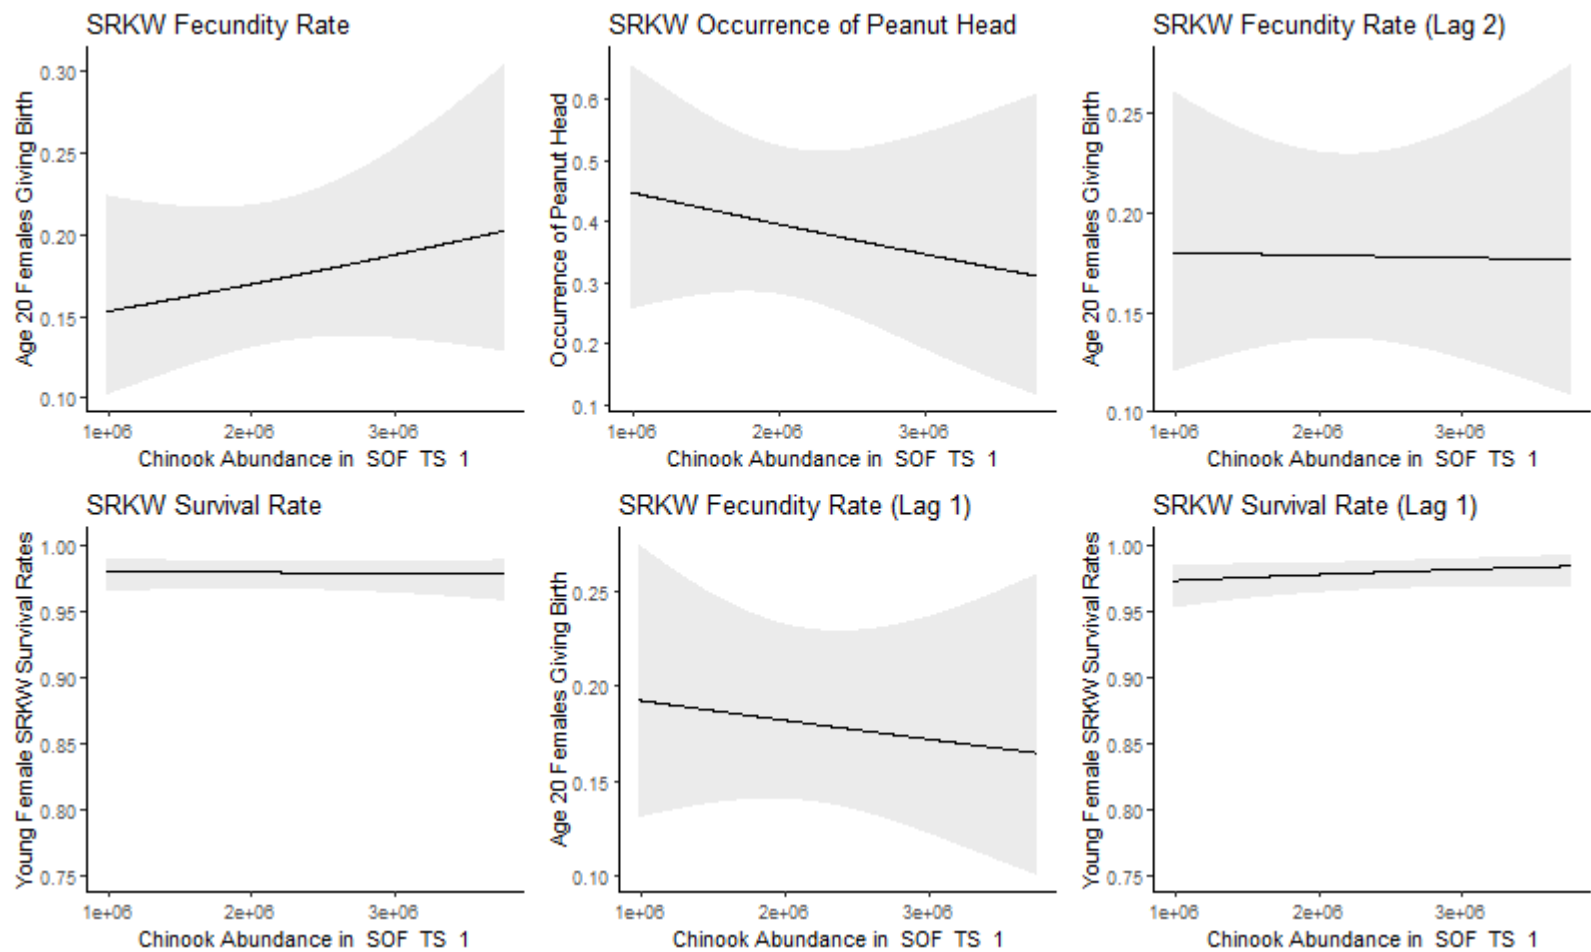 SRKW Fecundity Rate
Age 20 Females Giving Birth
0.30
0.25
0.20
0.15
0.10
1e+06 2e+06 3e+06
Chinook Abundance in SOF TS 1
SRKW Occurrence of Peanut Head
Occurrence of Peanut Head
0.6
0.5
0.4
0.3
0.2
0.1
1e+06 2e+06 3e+06
Chinook Abundance in SOF TS 1
SRKW Fecundity Rate (Lag 2)
Age 20 Females Giving Birth
0.25
0.20
0.15
0.10
1e+06 2e+06 3e+06
Chinook Abundance in SOF TS 1
SRKW Survival Rate
Young Female SRKW Survival Rates
1.00
0.95
0.90
0.85
0.80
0.75
1e+06 2e+06 3e+06
Chinook Abundance in SOF TS 1
SRKW Fecundity Rate (Lag 1)
Age 20 Females Giving Birth
0.25
0.20
0.15
0.10
1e+06 2e+06 3e+06
Chinook Abundance in SOF TS 1
SRKW Survival Rate (Lag 1)
Young Female SRKW Survival Rates
1.00
0.95
0.90
0.85
0.80
0.75
1e+06 2e+06 3e+06
Chinook Abundance in SOF TS 1